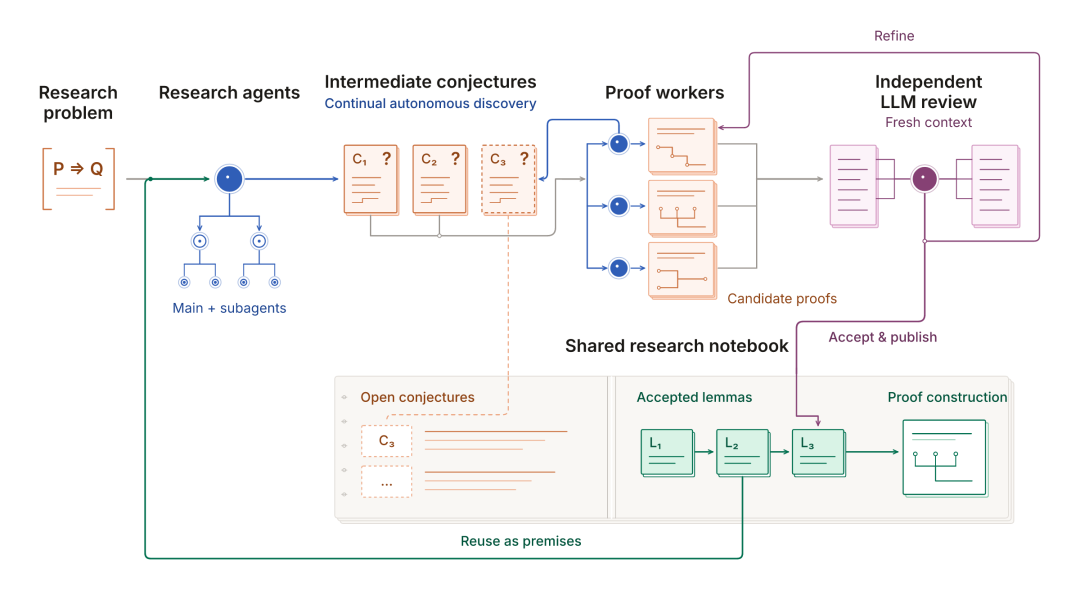 Refine
Research
problem
Research agents
Intermediate conjectures
Continual autonomous discovery
Proof workers
Independent
LLM review
Fresh context
P ⇒ Q
C₁ ?
C₂ ?
C₃ ?
Main + subagents
Candidate proofs
Accept & publish
Shared research notebook
Open conjectures
C₃
...
Accepted lemmas
Proof construction
L₁
L₂
L₃
Reuse as premises